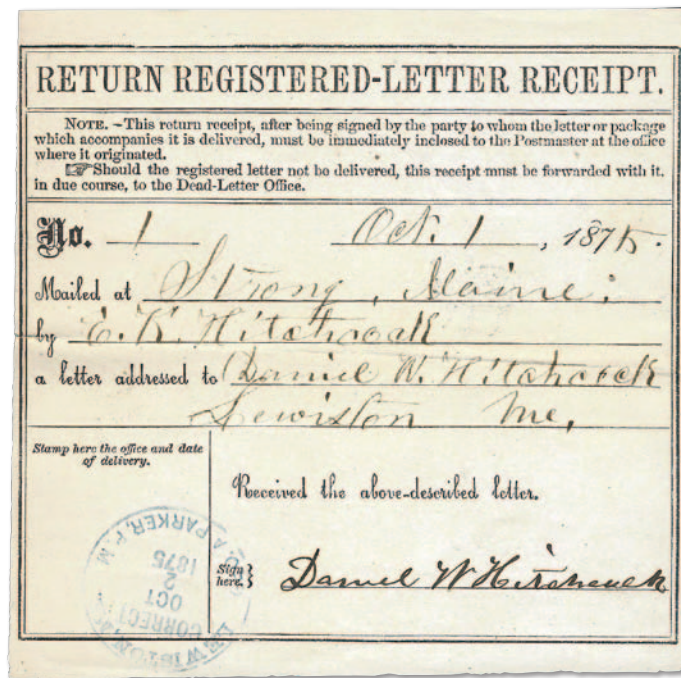 RETURN REGISTERED-LETTER RECEIPT.
NOTE.—This return receipt, after being signed by the party to whom the letter or package
which accompanies it is delivered, must be immediately inclosed to the Postmaster at the office
where it originated.
☞Should the registered letter not be delivered, this receipt must be forwarded with it,
in due course, to the Dead-Letter Office.
No. 1 Oct. 1, 1875.
Mailed at Strong, Maine.
by E. K. Hitchcock
a letter addressed to Daniel W. Hitchcock
Lewiston Me,
Stamp here the office and date
of delivery.
Received the above-described letter.
Sign
here.
Daniel W Hitchcock
LEWISTON
CORRECT
OCT
2
1875
A PARKER, P. M